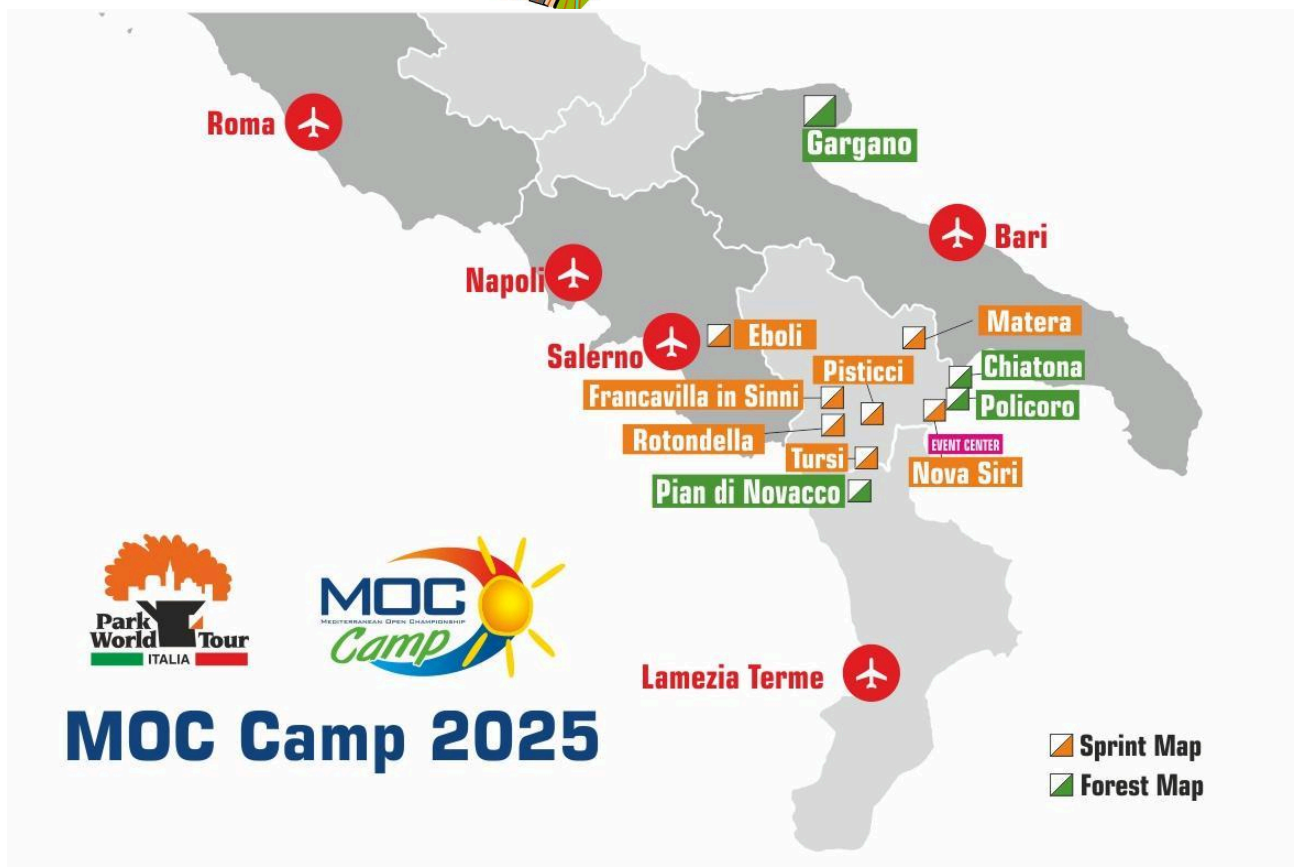 Roma
Gargano
Bari
Napoli
Matera
Eboli
Salerno
Chiatona
Pisticci
Francavilla in Sinni
Policoro
Rotondella
EVENT CENTER
Tursi
Nova Siri
Pian di Novacco
Park
World Tour
ITALIA
MOC
MEDITERRANEAN OPEN CHAMPIONSHIP
Camp
Lamezia Terme
MOC Camp 2025
Sprint Map
Forest Map